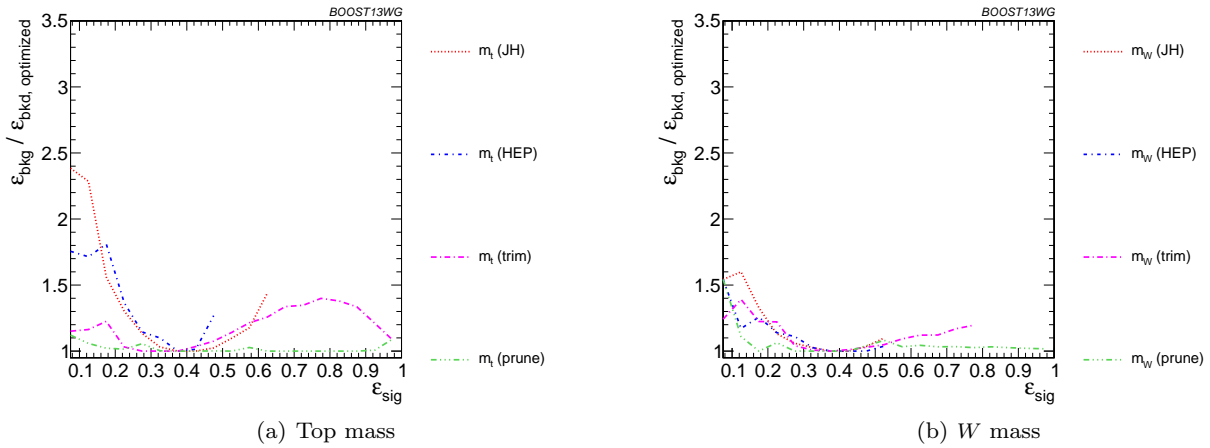 BOOST13WG
ε_bkg / ε_bkd, optimized
3.5
3
2.5
2
1.5
1
0.1 0.2 0.3 0.4 0.5 0.6 0.7 0.8 0.9 1
ε_sig
m_t (JH)
m_t (HEP)
m_t (trim)
m_t (prune)
(a) Top mass
BOOST13WG
ε_bkg / ε_bkd, optimized
3.5
3
2.5
2
1.5
1
0.1 0.2 0.3 0.4 0.5 0.6 0.7 0.8 0.9 1
ε_sig
m_W (JH)
m_W (HEP)
m_W (trim)
m_W (prune)
(b) W mass